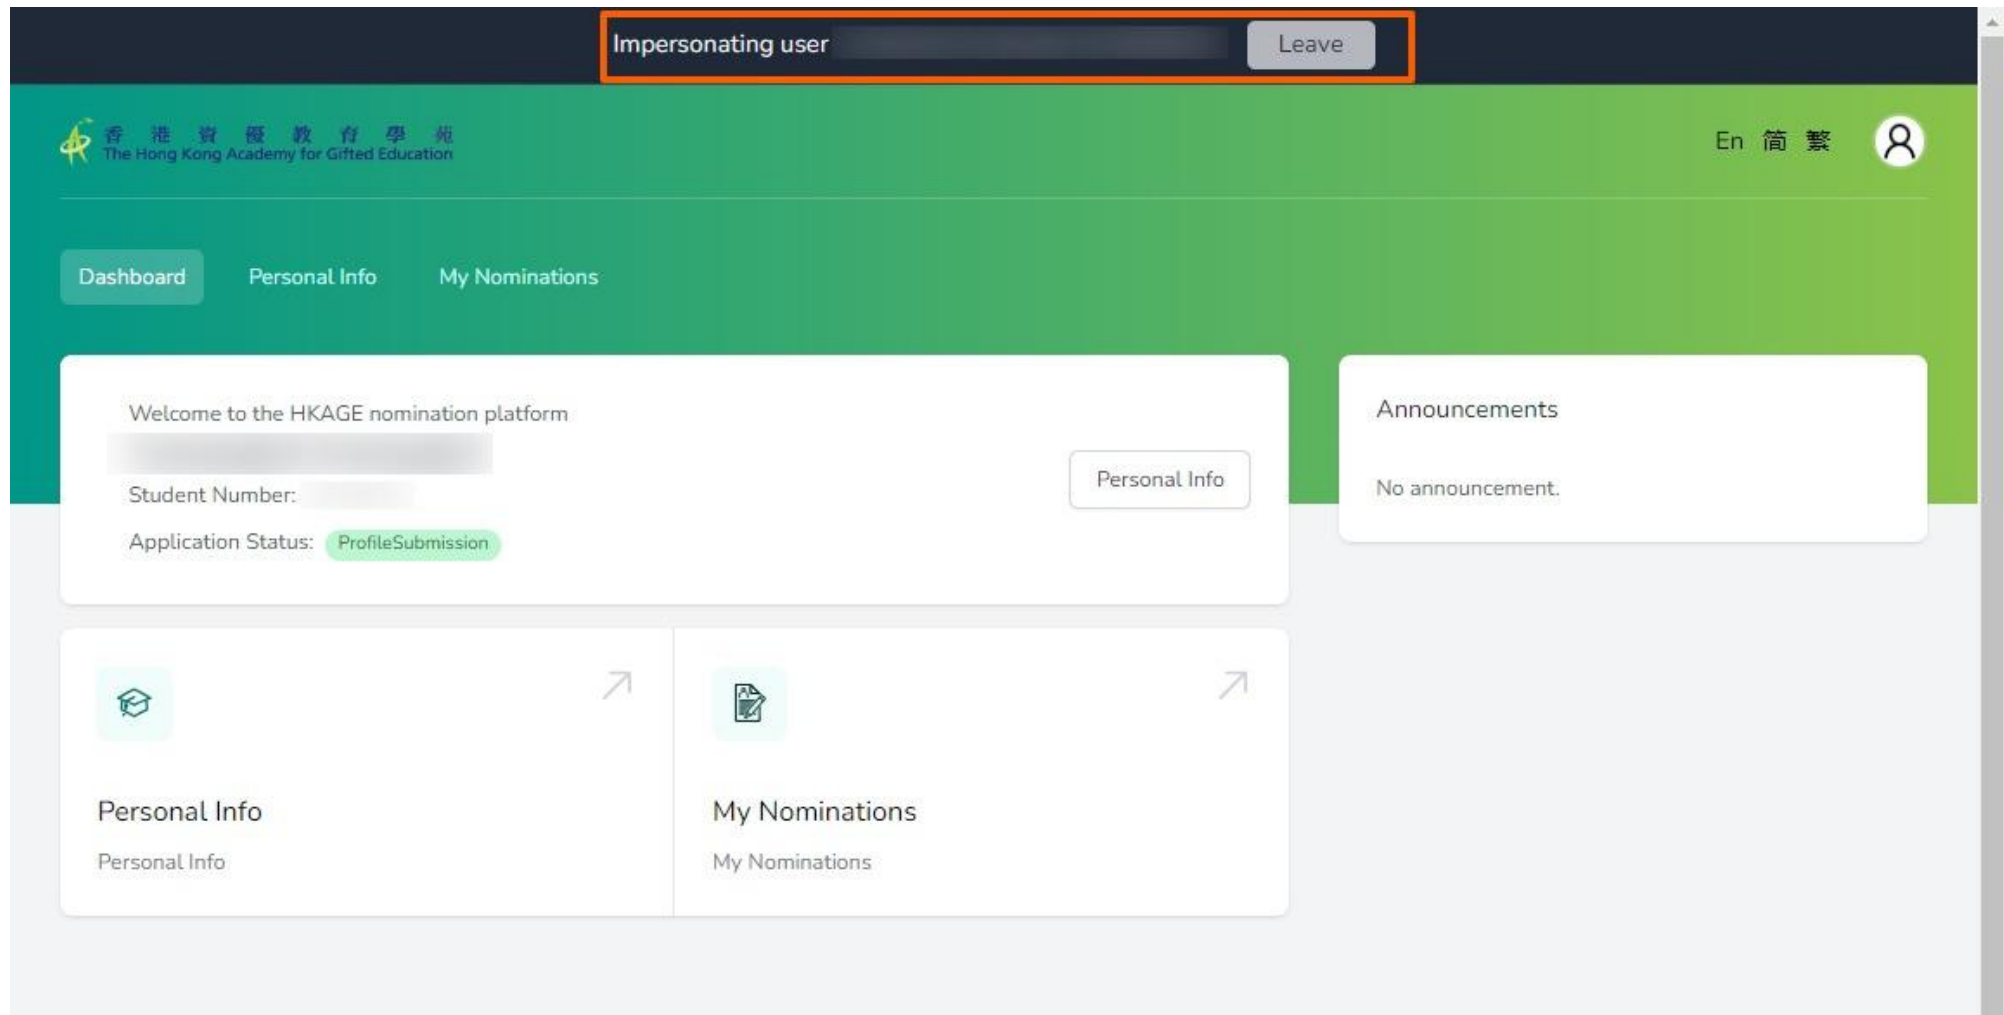 Impersonating user
Leave
香港資優教育學苑
The Hong Kong Academy for Gifted Education
En 简 繁
Dashboard
Personal Info
My Nominations
Welcome to the HKAGE nomination platform
Student Number:
Application Status: ProfileSubmission
Personal Info
Announcements
No announcement.
Personal Info
Personal Info
My Nominations
My Nominations